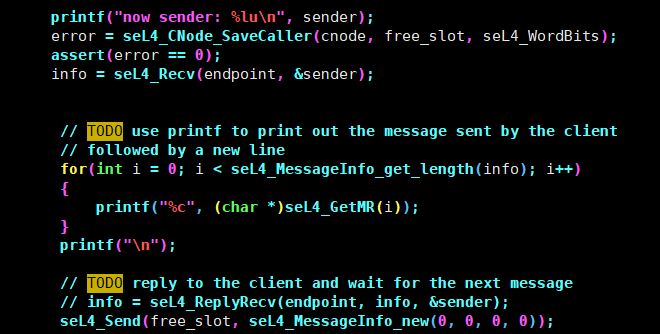 printf("now sender: %lu\n", sender);
error = seL4_CNode_SaveCaller(cnode, free_slot, seL4_WordBits);
assert(error == 0);
info = seL4_Recv(endpoint, &sender);
// TODO use printf to print out the message sent by the client
// followed by a new line
for(int i = 0; i < seL4_MessageInfo_get_length(info); i++)
{
printf("%c", (char *)seL4_GetMR(i));
}
printf("\n");
// TODO reply to the client and wait for the next message
// info = seL4_ReplyRecv(endpoint, info, &sender);
seL4_Send(free_slot, seL4_MessageInfo_new(0, 0, 0, 0));